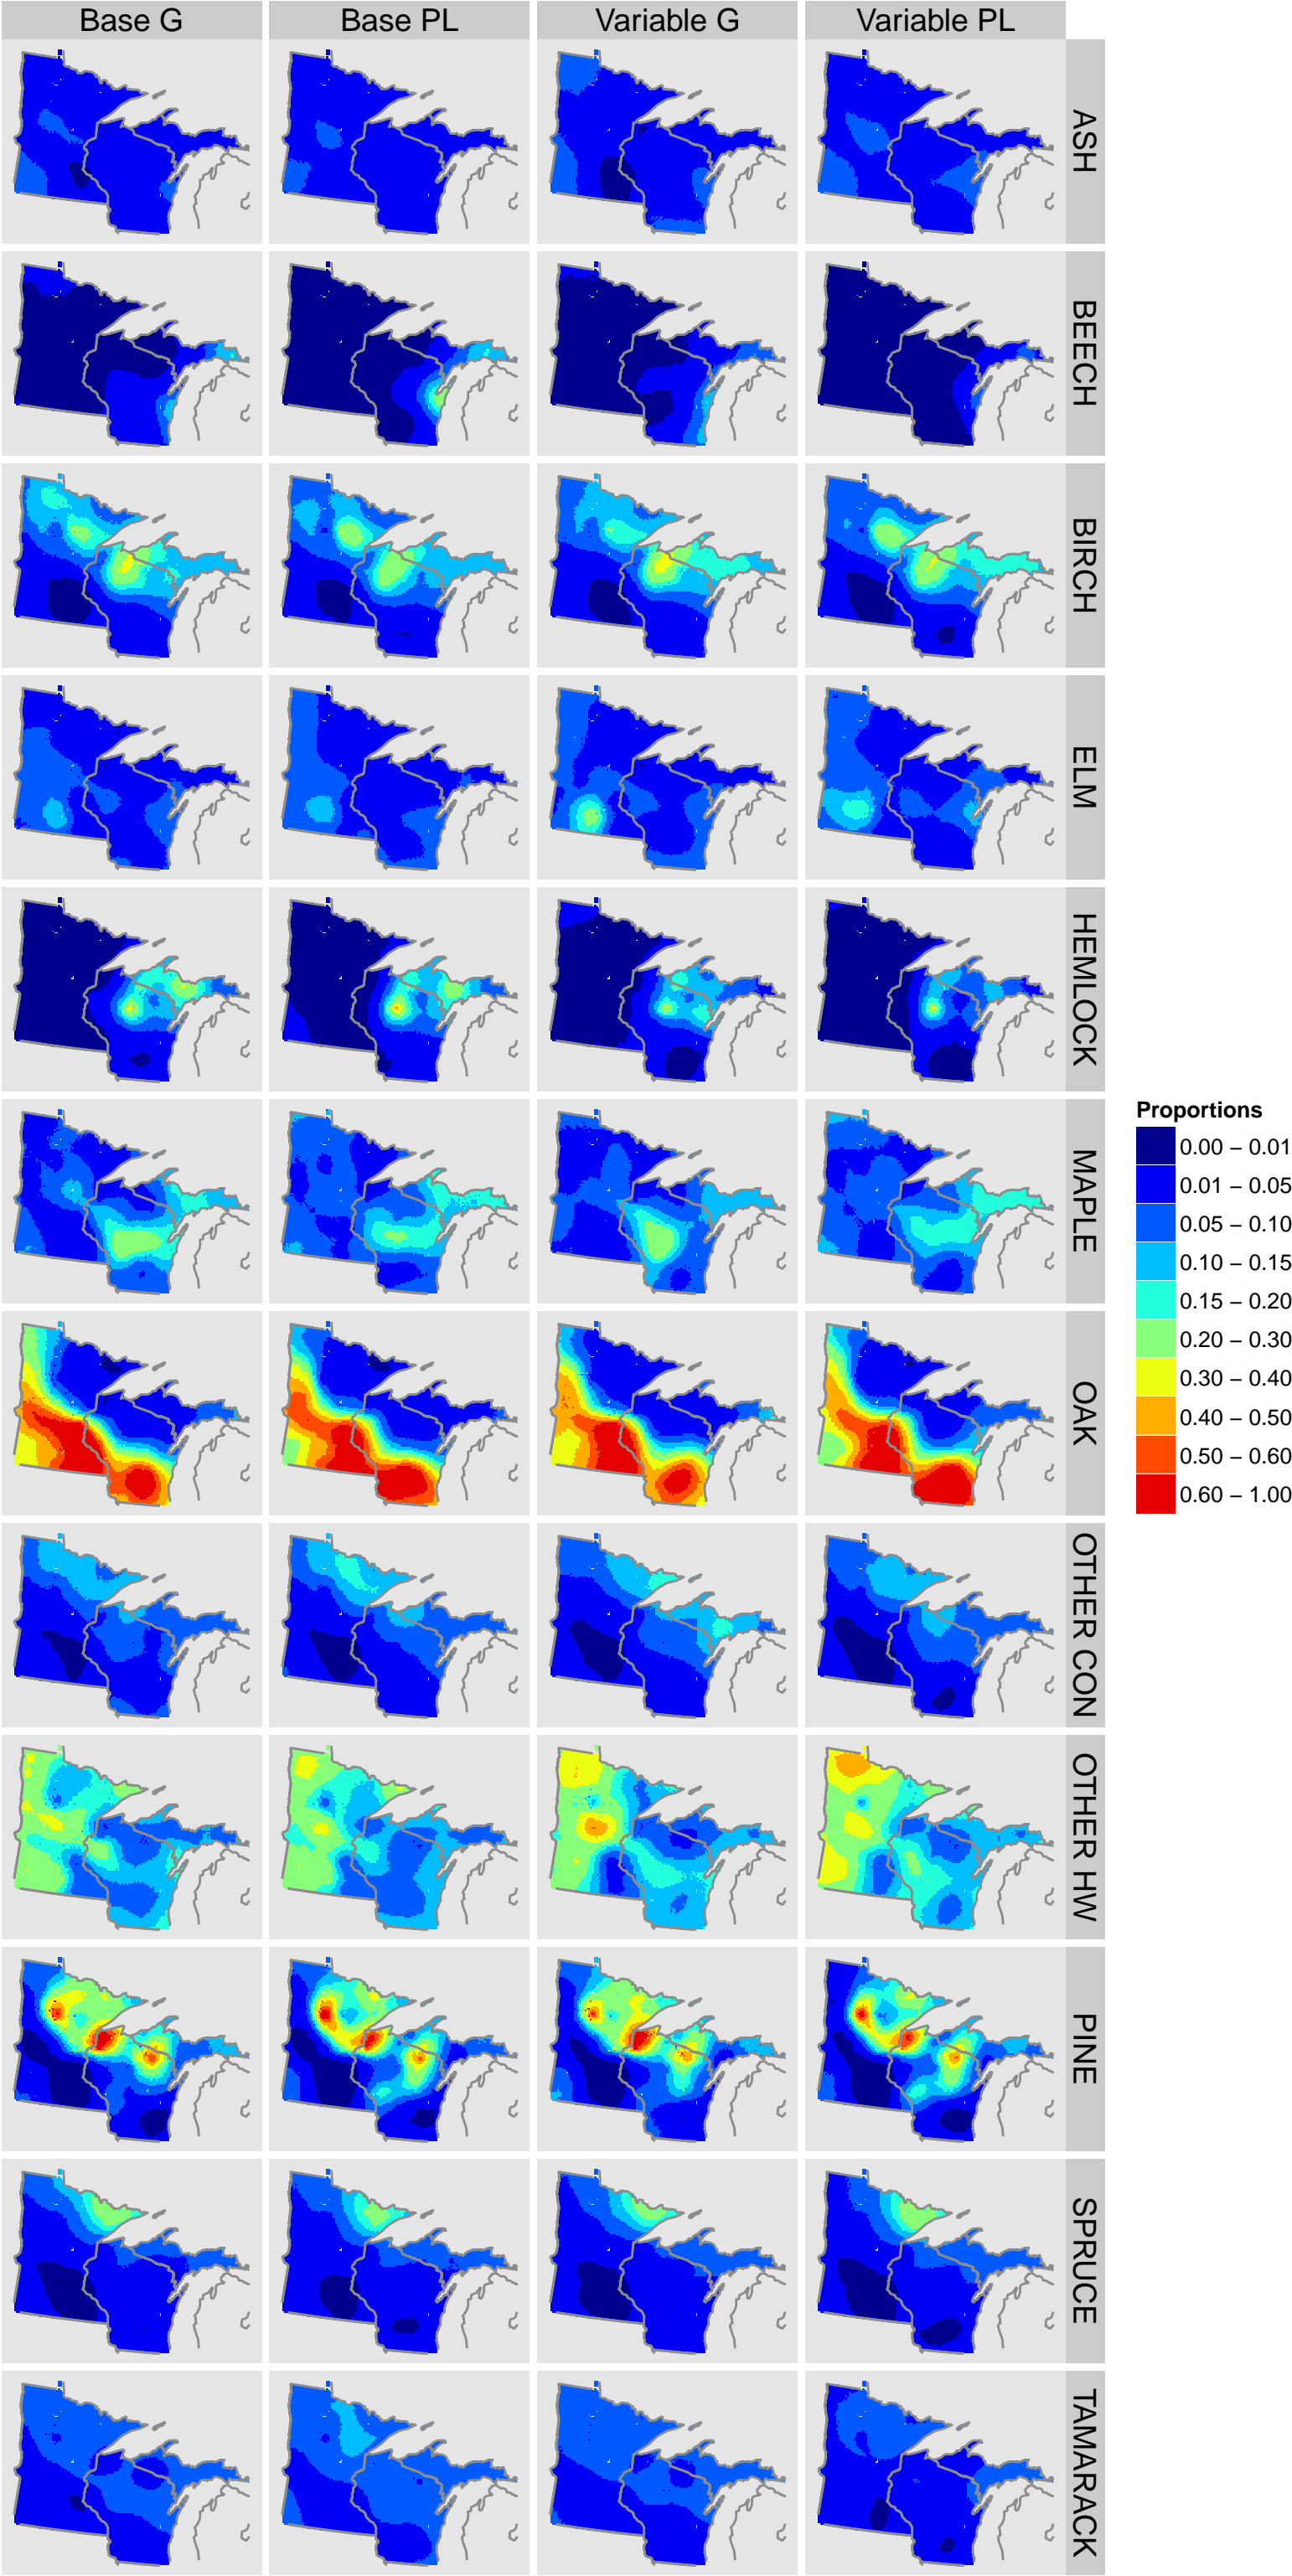 Base G
Base PL
Variable G
Variable PL
ASH
BEECH
BIRCH
ELM
HEMLOCK
MAPLE
OAK
OTHER CON
OTHER HW
PINE
SPRUCE
TAMARACK
Proportions
0.00 – 0.01
0.01 – 0.05
0.05 – 0.10
0.10 – 0.15
0.15 – 0.20
0.20 – 0.30
0.30 – 0.40
0.40 – 0.50
0.50 – 0.60
0.60 – 1.00